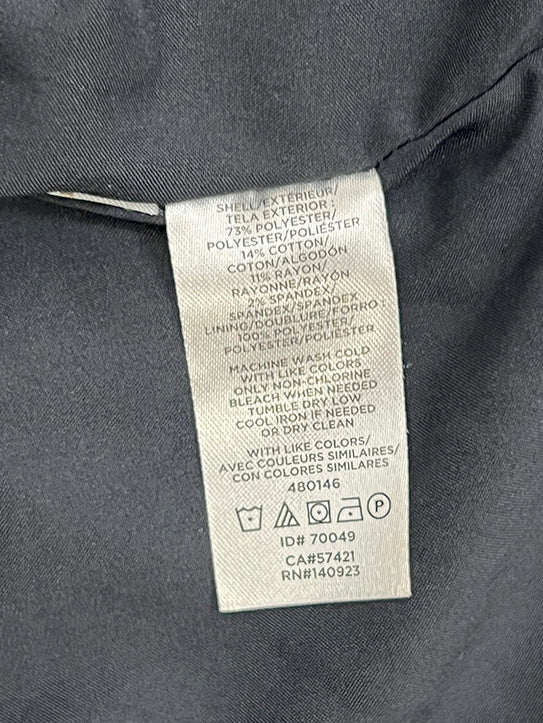 SHELL/EXTÉRIEUR/
TELA EXTERIOR :
73% POLYESTER/
POLYESTER/POLIÉSTER
14% COTTON/
COTON/ALGODÓN
11% RAYON/
RAYONNE/RAYÓN
2% SPANDEX/
SPANDEX/SPANDEX
LINING/DOUBLURE/FORRO :
100% POLYESTER/
POLYESTER/POLIÉSTER
MACHINE WASH COLD
WITH LIKE COLORS
ONLY NON-CHLORINE
BLEACH WHEN NEEDED
TUMBLE DRY LOW
COOL IRON IF NEEDED
OR DRY CLEAN
WITH LIKE COLORS/
AVEC COULEURS SIMILAIRES/
CON COLORES SIMILARES
480146
P
ID# 70049
CA#57421
RN#140923